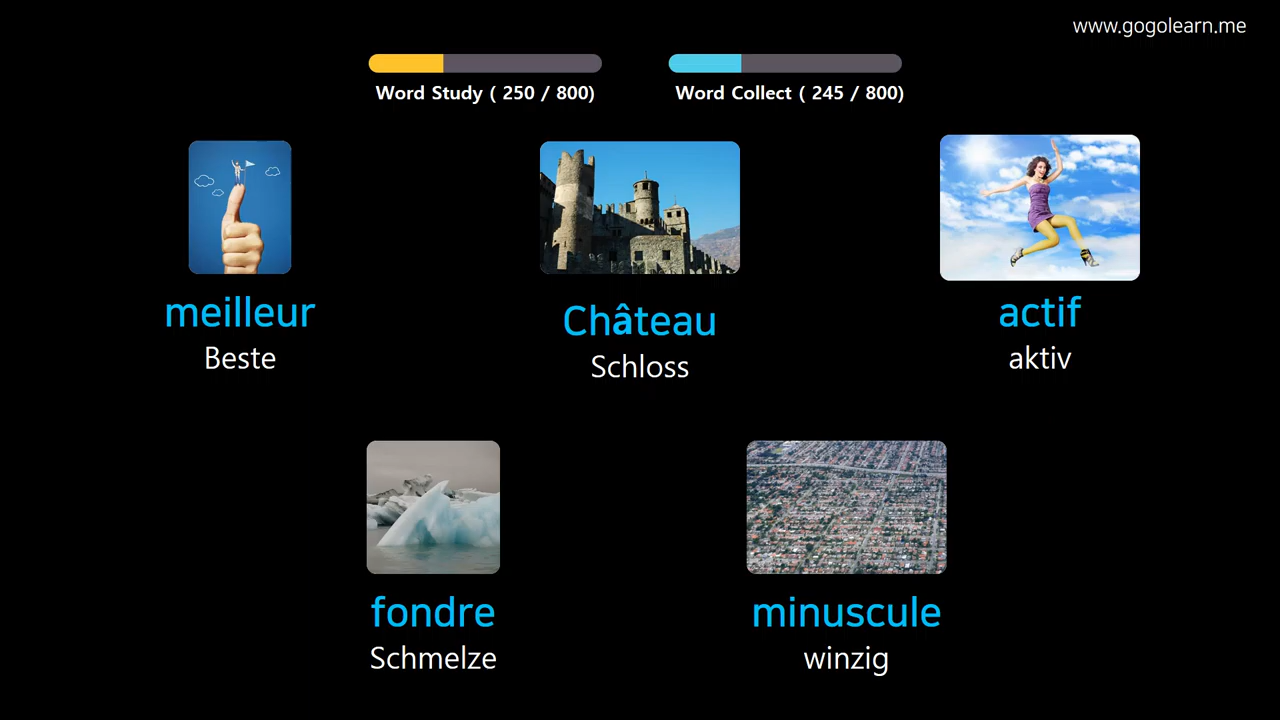 www.gogolearn.me
Word Study ( 250 / 800)
Word Collect ( 245 / 800)
meilleur
Beste
Château
Schloss
actif
aktiv
fondre
Schmelze
minuscule
winzig